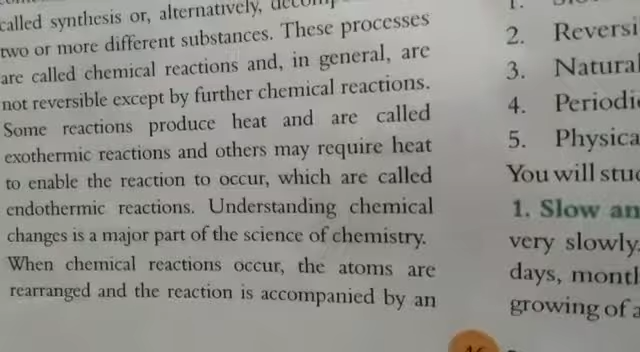 called synthesis or, alternatively,
two or more different substances. These processes
are called chemical reactions and, in general, are
not reversible except by further chemical reactions.
Some reactions produce heat and are called
exothermic reactions and others may require heat
to enable the reaction to occur, which are called
endothermic reactions. Understanding chemical
changes is a major part of the science of chemistry.
When chemical reactions occur, the atoms are
rearranged and the reaction is accompanied by an
1.
2. Reversi
3. Natural
4. Periodi
5. Physica
You will stu
1. Slow an
very slowly.
days, mont
growing of a